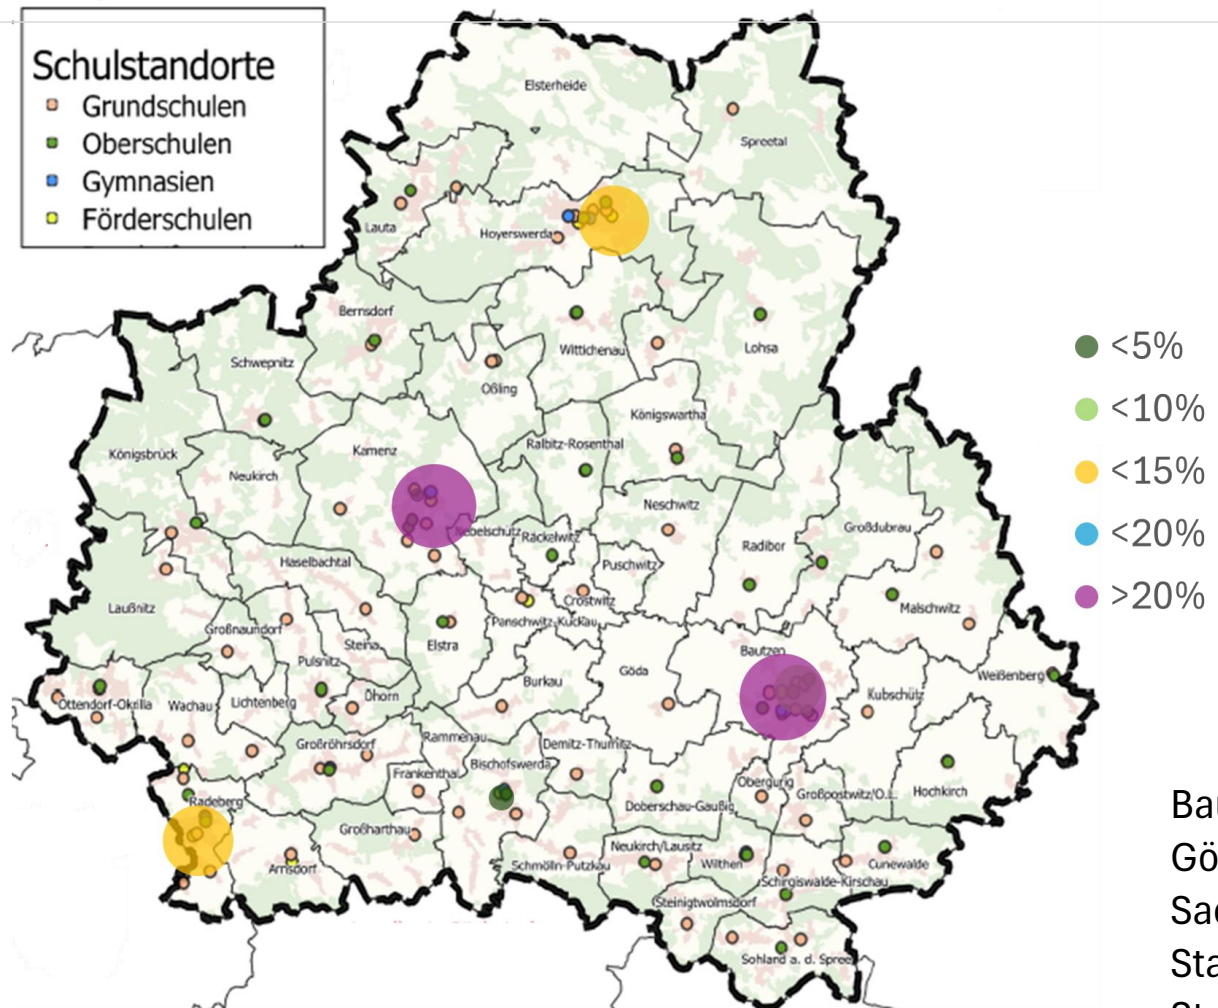 Schulstandorte
Grundschulen
Oberschulen
Gymnasien
Förderschulen
Elsterheide
Spreetal
Lauta
Hoyerswerda
Bernsdorf
Wittichenau
Lohsa
Schwepnitz
Oßling
Königswartha
Königsbrück
Kamenz
Ralbitz-Rosenthal
Neukirch
Neschwitz
Großdubrau
Nebelschütz
Räckelwitz
Radibor
Haselbachtal
Puschwitz
Crostwitz
Malschwitz
Laußnitz
Panschwitz-Kuckau
Großnaundorf
Steina
Elstra
Bautzen
Pulsnitz
Göda
Weißenberg
Burkau
Kubschütz
Ottendorf-Okrilla
Wachau
Lichtenberg
Ohorn
Rammenau
Großröhrsdorf
Demitz-Thumitz
Bischofswerda
Frankenthal
Obergurig
Großpostwitz/O.L.
Hochkirch
Radeberg
Doberschau-Gaußig
Großharthau
Neukirch/Lausitz
Arnsdorf
Schmölln-Putzkau
Wilthen
Cunewalde
Schirgiswalde-Kirschau
Steinigtwolmsdorf
Sohland a. d. Spree
<5%
<10%
<15%
<20%
>20%
Bau
Gö
Sac
Sta